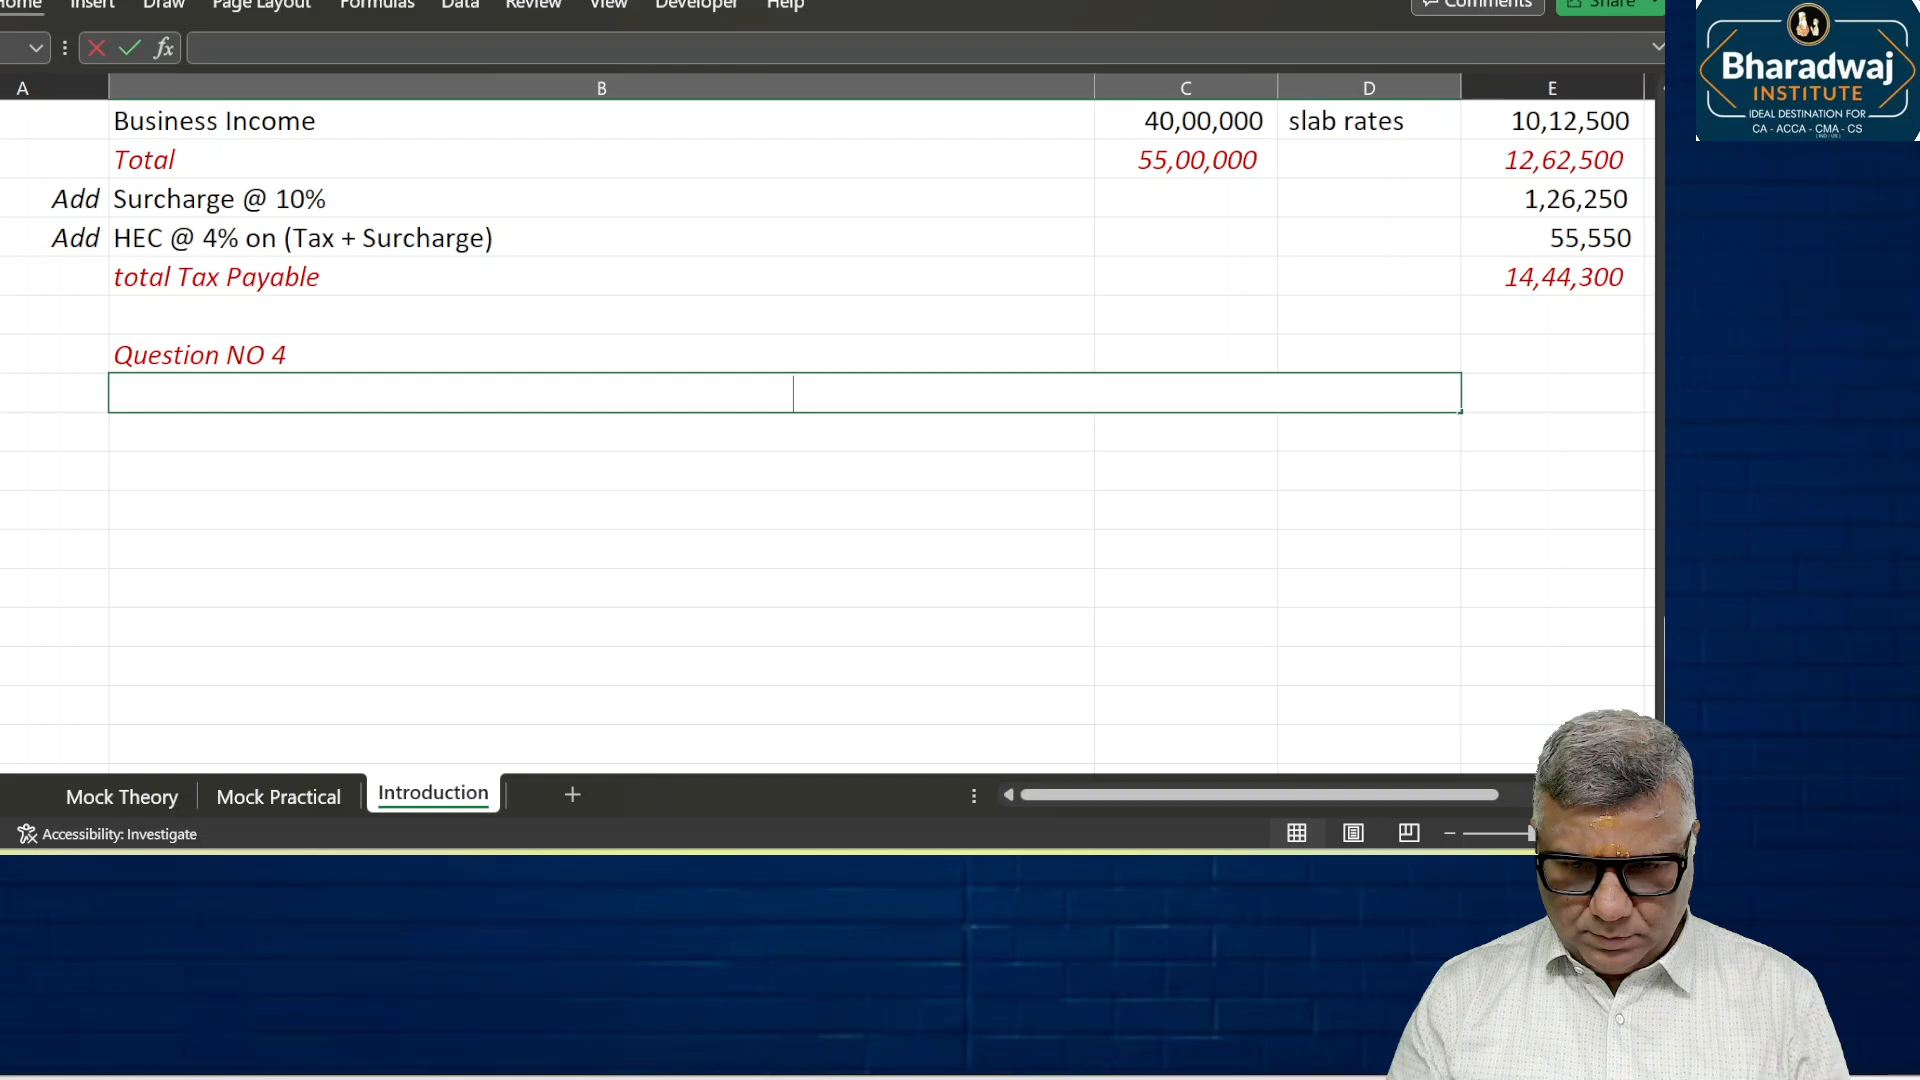 Home Insert Draw Page Layout Formulas Data Review View Developer Help Comments Share
fx
A B C D E
Business Income 40,00,000 slab rates 10,12,500
Total 55,00,000 12,62,500
Add Surcharge @ 10% 1,26,250
Add HEC @ 4% on (Tax + Surcharge) 55,550
total Tax Payable 14,44,300
Question NO 4
Mock Theory Mock Practical Introduction
Accessibility: Investigate
Bharadwaj
INSTITUTE
IDEAL DESTINATION FOR
CA - ACCA - CMA - CS